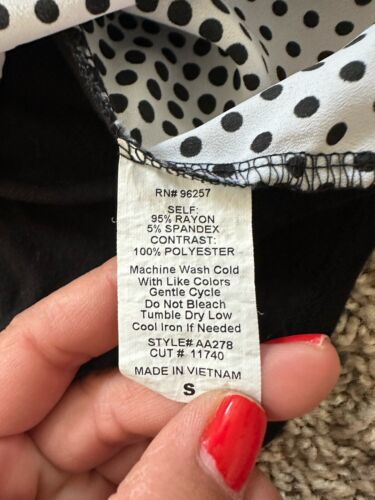 RN# 96257
SELF:
95% RAYON
5% SPANDEX
CONTRAST:
100% POLYESTER
Machine Wash Cold
With Like Colors
Gentle Cycle
Do Not Bleach
Tumble Dry Low
Cool Iron If Needed
STYLE# AA278
CUT # 11740
MADE IN VIETNAM
S